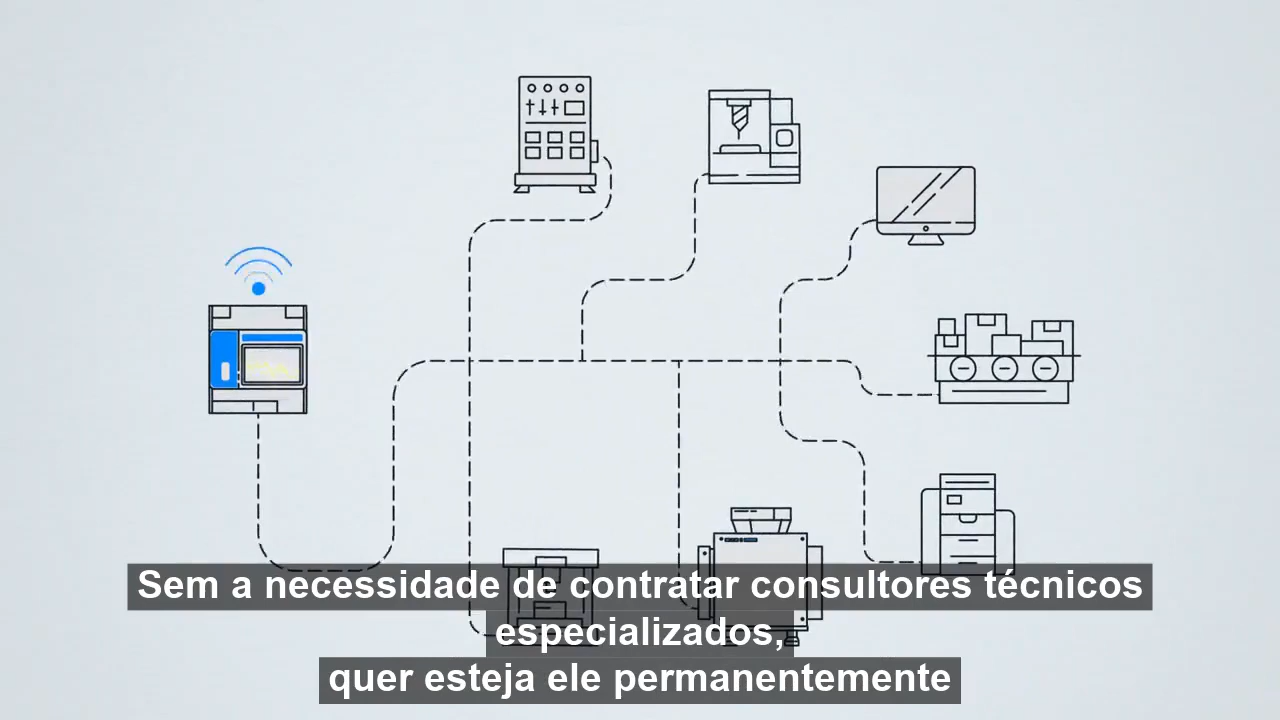 Sem a necessidade de contratar consultores técnicos
especializados,
quer esteja ele permanentemente